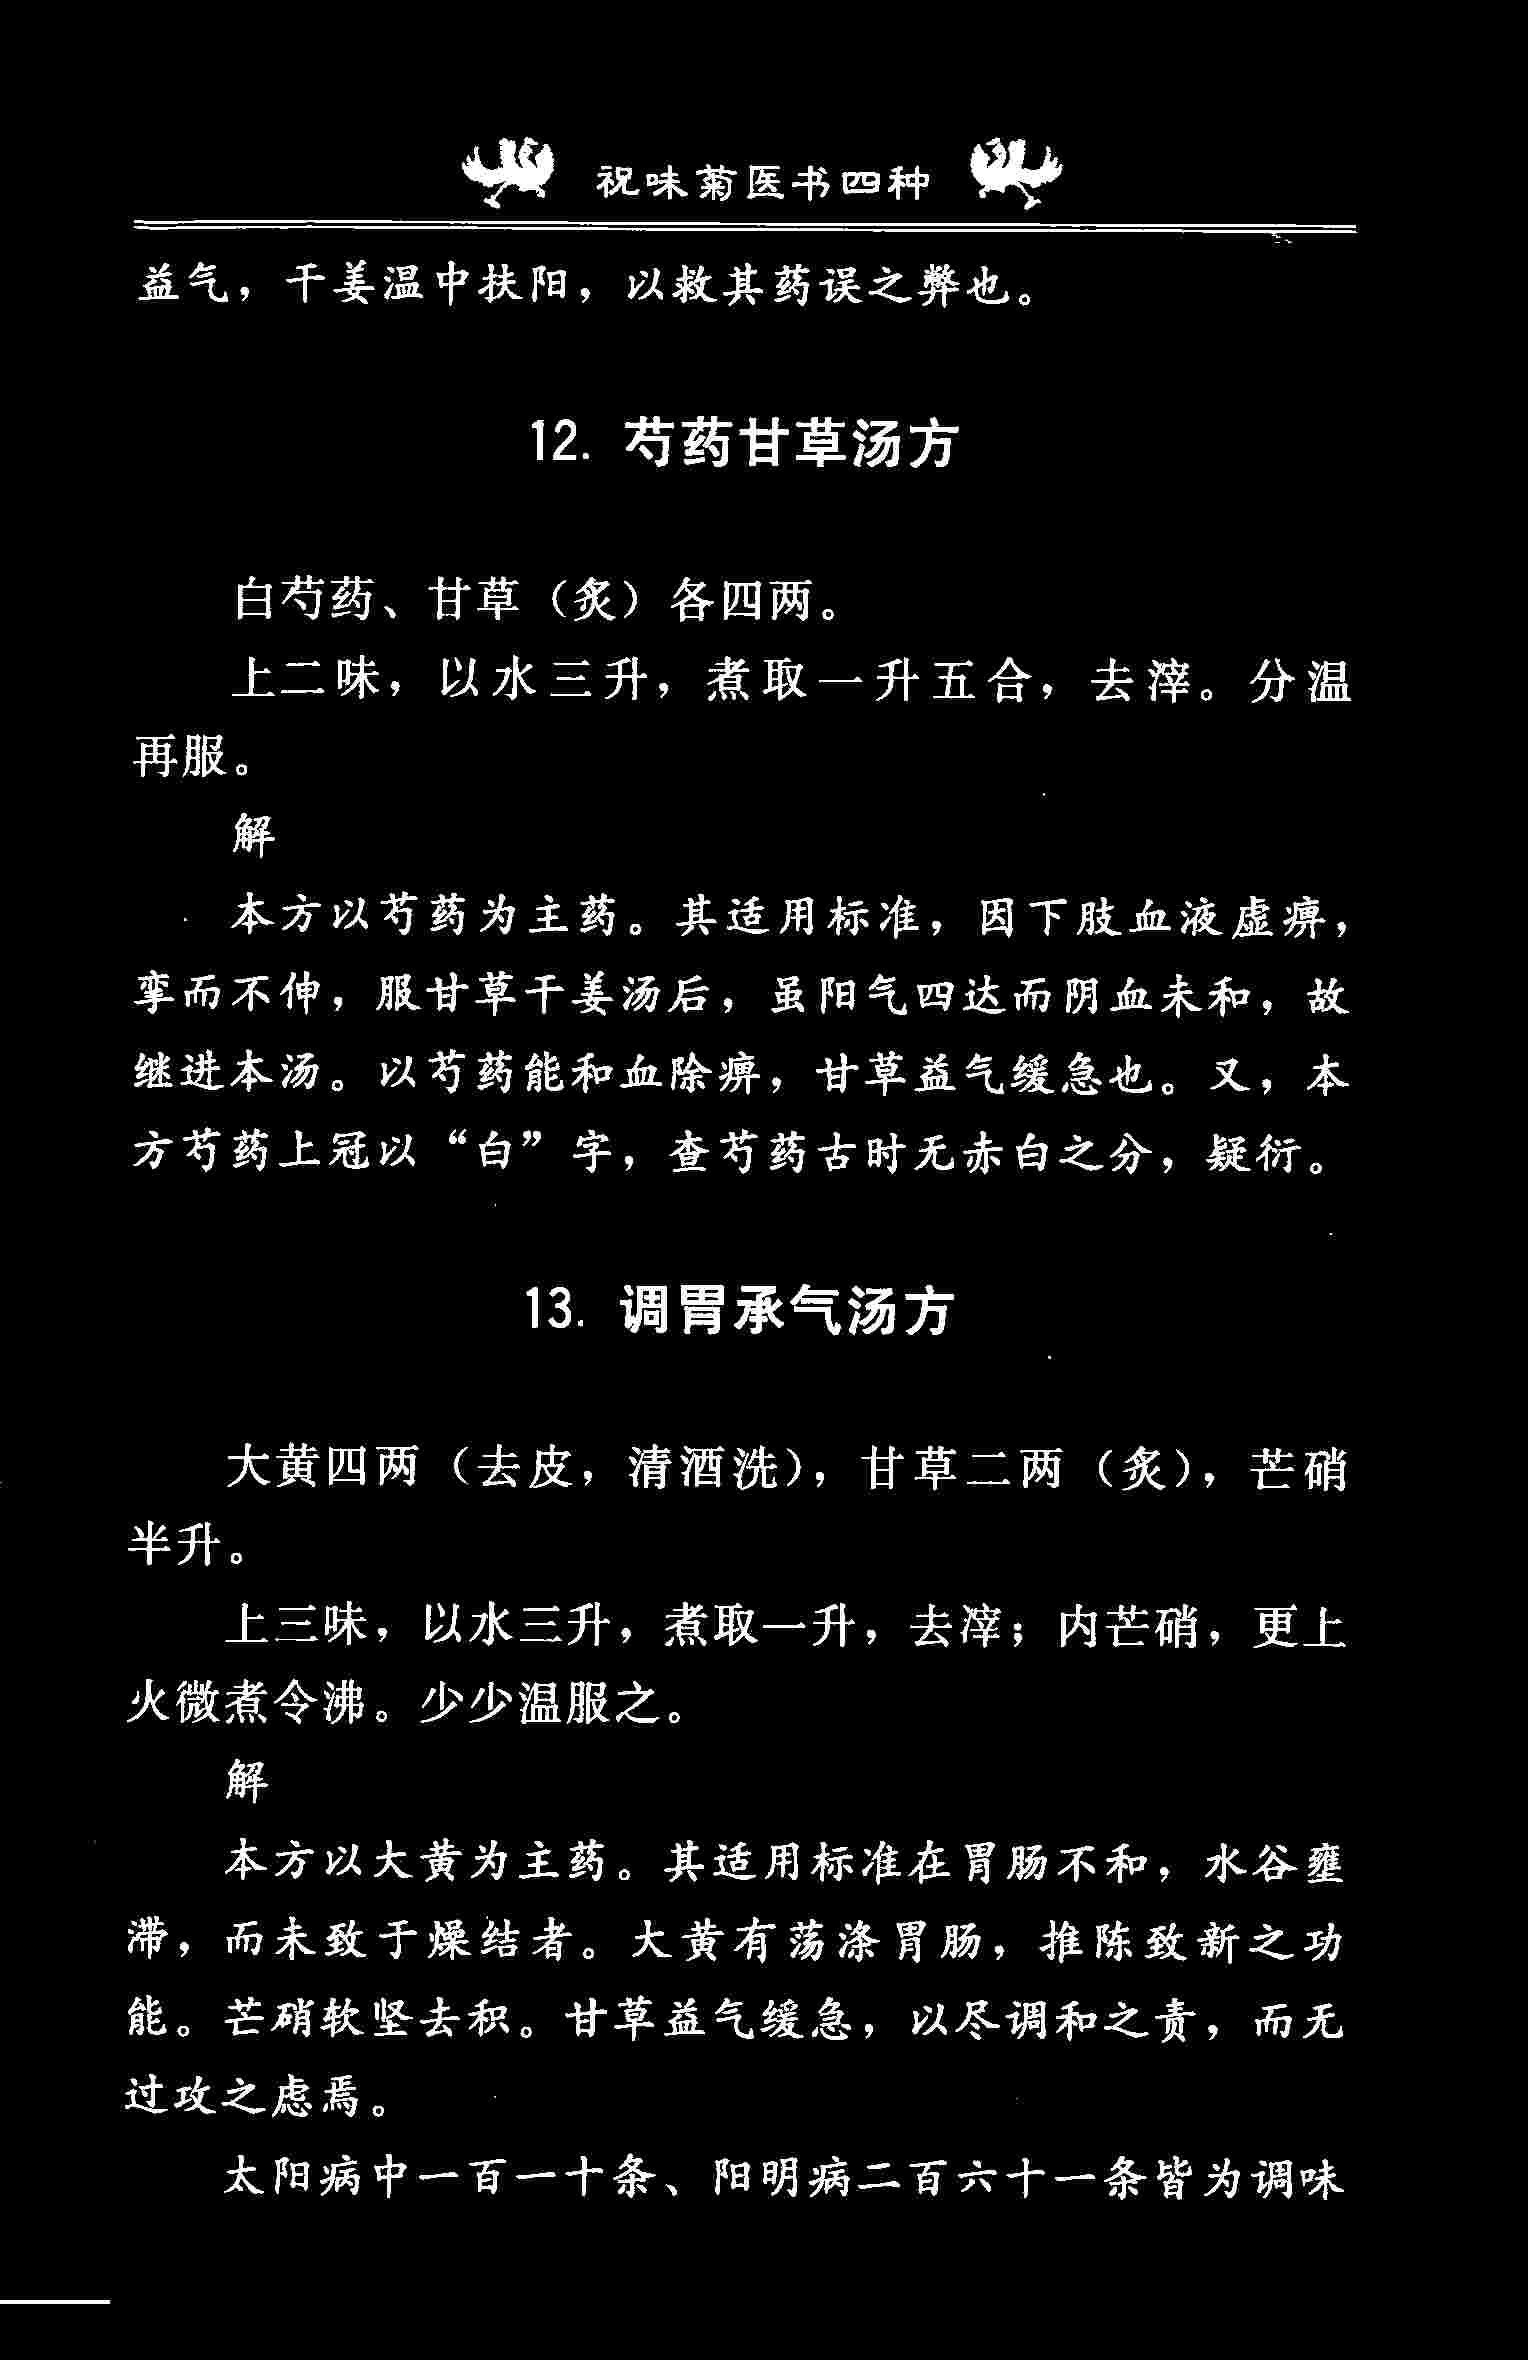 祝味菊医书四种
益气，干姜温中扶阳，以救其药误之弊也。
12. 芍药甘草汤方
白芍药、甘草（炙）各四两。
上二味，以水三升，煮取一升五合，去滓。分温
再服。
解
本方以芍药为主药。其适用标准，因下肢血液虚痹，
挛而不伸，服甘草干姜汤后，虽阳气四达而阴血未和，故
继进本汤。以芍药能和血除痹，甘草益气缓急也。又，本
方芍药上冠以“白”字，查芍药古时无赤白之分，疑衍。
13. 调胃承气汤方
大黄四两（去皮，清酒洗），甘草二两（炙），芒硝
半升。
上三味，以水三升，煮取一升，去滓；内芒硝，更上
火微煮令沸。少少温服之。
解
本方以大黄为主药。其适用标准在胃肠不和，水谷壅
滞，而未致于燥结者。大黄有荡涤胃肠，推陈致新之功
能。芒硝软坚去积。甘草益气缓急，以尽调和之责，而无
过攻之虑焉。
太阳病中一百一十条、阳明病二百六十一条皆为调味